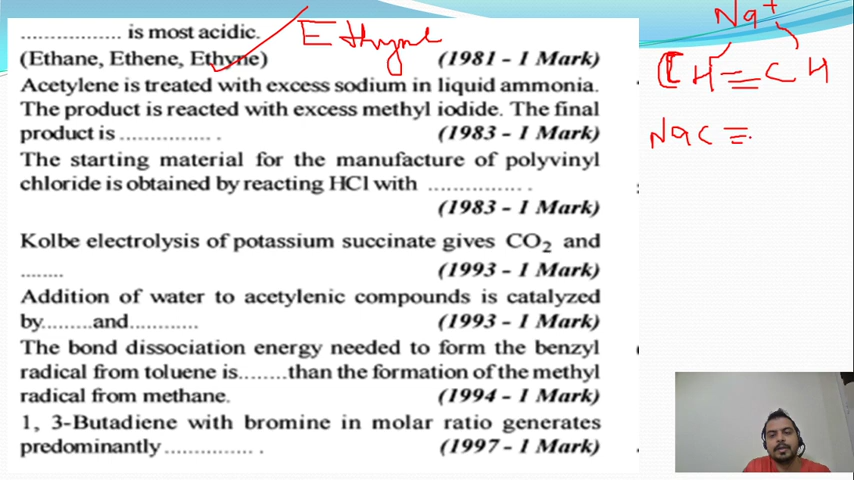 .................. is most acidic.
Ethyne
(Ethane, Ethene, Ethyne) (1981 - 1 Mark)
Acetylene is treated with excess sodium in liquid ammonia.
The product is reacted with excess methyl iodide. The final
product is ................ . (1983 - 1 Mark)
The starting material for the manufacture of polyvinyl
chloride is obtained by reacting HCl with ................ .
(1983 - 1 Mark)
Kolbe electrolysis of potassium succinate gives CO₂ and
........ (1993 - 1 Mark)
Addition of water to acetylenic compounds is catalyzed
by.........and............ (1993 - 1 Mark)
The bond dissociation energy needed to form the benzyl
radical from toluene is........than the formation of the methyl
radical from methane. (1994 - 1 Mark)
1, 3-Butadiene with bromine in molar ratio generates
predominantly ............... . (1997 - 1 Mark)
Na⁺
CH≡CH
NaC≡